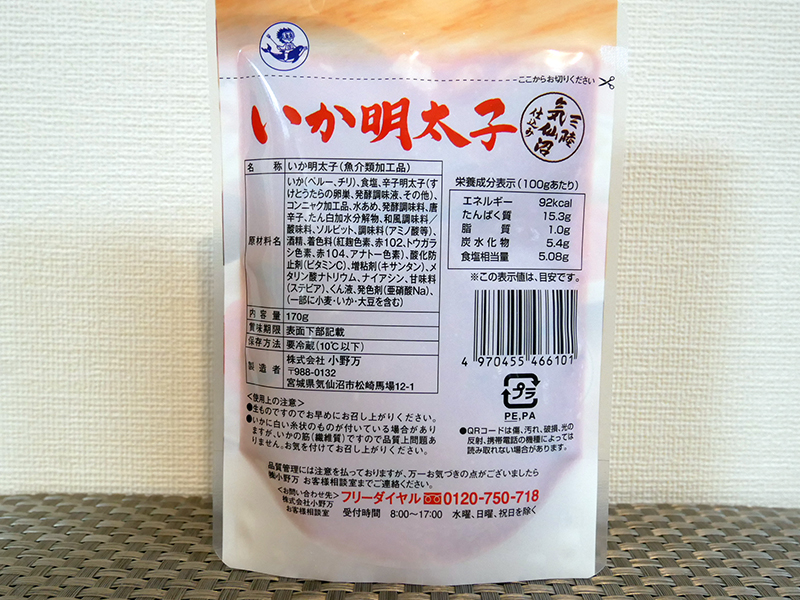 ここからお切りください
いか明太子
三陸
気仙沼
仕込み
名称 いか明太子(魚介類加工品)
原材料名
いか(ペルー、チリ)、食塩、辛子明太子(す
けとうたらの卵巣、発酵調味液、その他)、
コンニャク加工品、水あめ、発酵調味料、唐
辛子、たん白加水分解物、和風調味料／
酸味料、ソルビット、調味料(アミノ酸等)、
酒精、着色料(紅麹色素、赤102、トウガラ
シ色素、赤104、アナトー色素)、酸化防
止剤(ビタミンC)、増粘剤(キサンタン)、メ
タリン酸ナトリウム、ナイアシン、甘味料
(ステビア)、くん液、発色剤(亜硝酸Na)、
(一部に小麦・いか・大豆を含む)
内容量 170g
賞味期限 表面下部記載
保存方法 要冷蔵(10℃以下)
製造者
株式会社 小野万
〒988-0132
宮城県気仙沼市松崎馬場12-1
栄養成分表示(100gあたり)
エネルギー 92kcal
たんぱく質 15.3g
脂質 1.0g
炭水化物 5.4g
食塩相当量 5.08g
※この表示値は、目安です。
4 970455 466101
プラ
PE,PA
●QRコードは傷、汚れ、破損、光の
反射、携帯電話の機種によっては
読み取れない場合があります。
＜使用上の注意＞
●生ものですのでお早めにお召し上がりください。
●いかに白い糸状のものが付いている場合があり
ますが、いかの筋(繊維質)ですので品質上問題あ
りません。お気を付けてお召し上がりください。
品質管理には注意を払っておりますが、万一お気づきの点がございましたら
㈱小野万 お客様相談室までご連絡ください。
＜お問い合わせ先＞
株式会社小野万
お客様相談室
フリーダイヤル 0120-750-718
受付時間 8:00〜17:00 水曜、日曜、祝日を除く